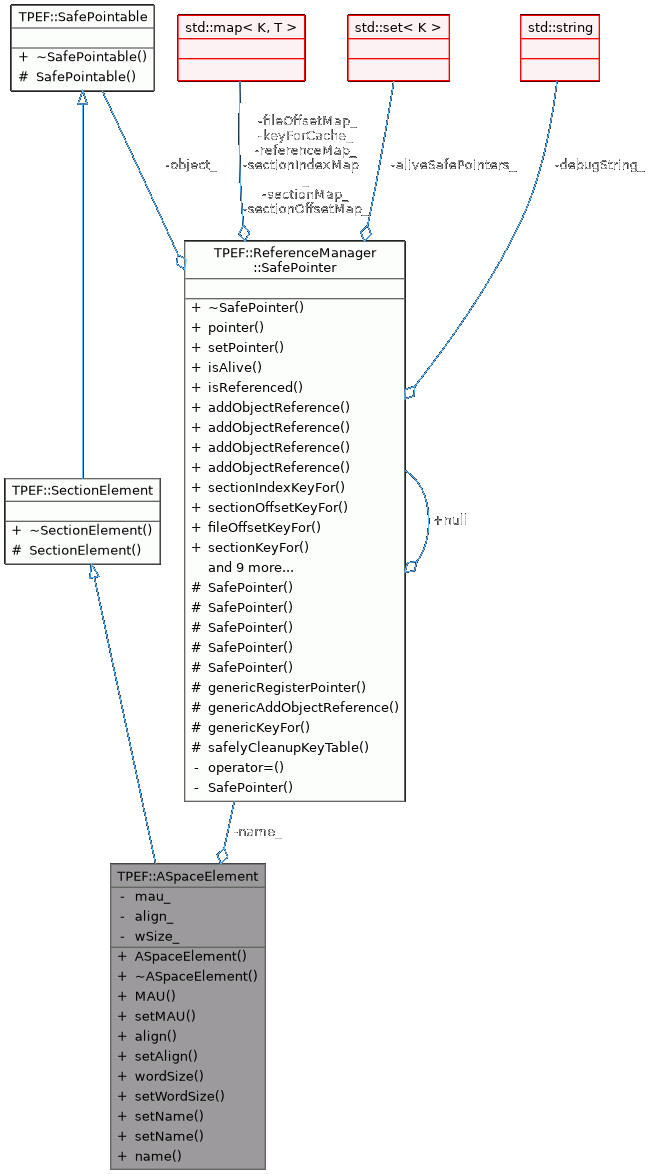 TPEF::SafePointable
+ ~SafePointable()
# SafePointable()
std::map< K, T >
std::set< K >
std::string
-object_
-fileOffsetMap_
-keyForCache_
-referenceMap_
-sectionIndexMap
_
-sectionMap_
-sectionOffsetMap_
-aliveSafePointers_
-debugString_
TPEF::ReferenceManager
::SafePointer
+ ~SafePointer()
+ pointer()
+ setPointer()
+ isAlive()
+ isReferenced()
+ addObjectReference()
+ addObjectReference()
+ addObjectReference()
+ addObjectReference()
+ sectionIndexKeyFor()
+ sectionOffsetKeyFor()
+ fileOffsetKeyFor()
+ sectionKeyFor()
and 9 more...
# SafePointer()
# SafePointer()
# SafePointer()
# SafePointer()
# SafePointer()
# genericRegisterPointer()
# genericAddObjectReference()
# genericKeyFor()
# safelyCleanupKeyTable()
- operator=()
- SafePointer()
+null
TPEF::SectionElement
+ ~SectionElement()
# SectionElement()
-name_
TPEF::ASpaceElement
- mau_
- align_
- wSize_
+ ASpaceElement()
+ ~ASpaceElement()
+ MAU()
+ setMAU()
+ align()
+ setAlign()
+ wordSize()
+ setWordSize()
+ setName()
+ setName()
+ name()